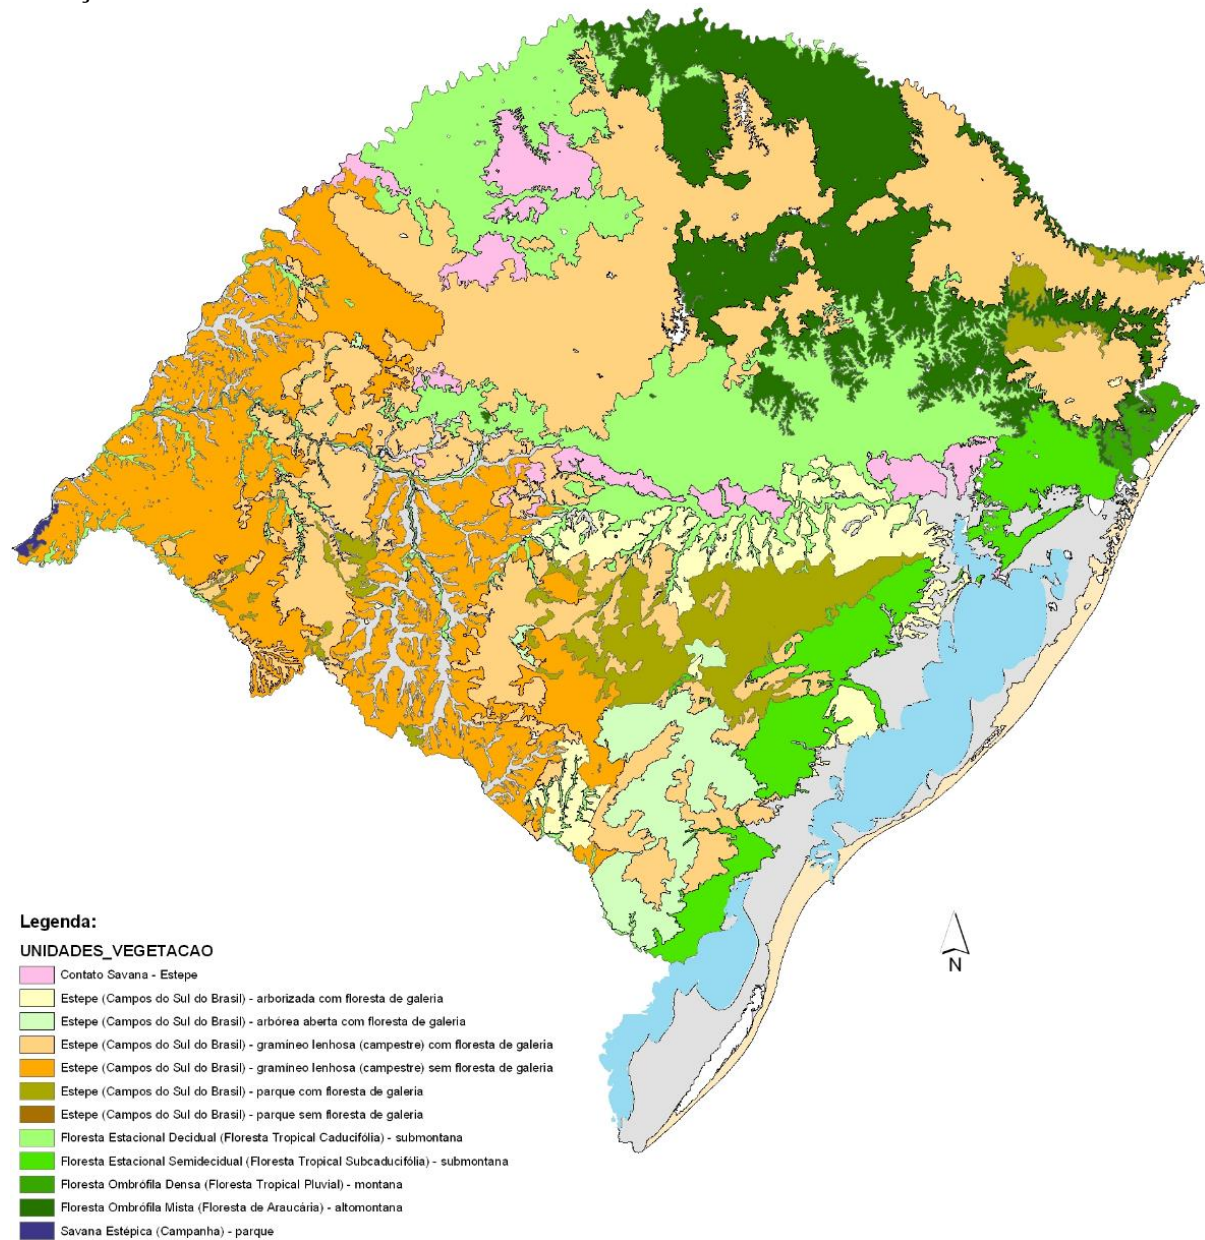 N
Legenda:
UNIDADES_VEGETACAO
Contato Savana - Estepe
Estepe (Campos do Sul do Brasil) - arborizada com floresta de galeria
Estepe (Campos do Sul do Brasil) - arbórea aberta com floresta de galeria
Estepe (Campos do Sul do Brasil) - gramíneo lenhosa (campestre) com floresta de galeria
Estepe (Campos do Sul do Brasil) - gramíneo lenhosa (campestre) sem floresta de galeria
Estepe (Campos do Sul do Brasil) - parque com floresta de galeria
Estepe (Campos do Sul do Brasil) - parque sem floresta de galeria
Floresta Estacional Decidual (Floresta Tropical Caducifólia) - submontana
Floresta Estacional Semidecidual (Floresta Tropical Subcaducifólia) - submontana
Floresta Ombrófila Densa (Floresta Tropical Pluvial) - montana
Floresta Ombrófila Mista (Floresta de Araucária) - altomontana
Savana Estépica (Campanha) - parque